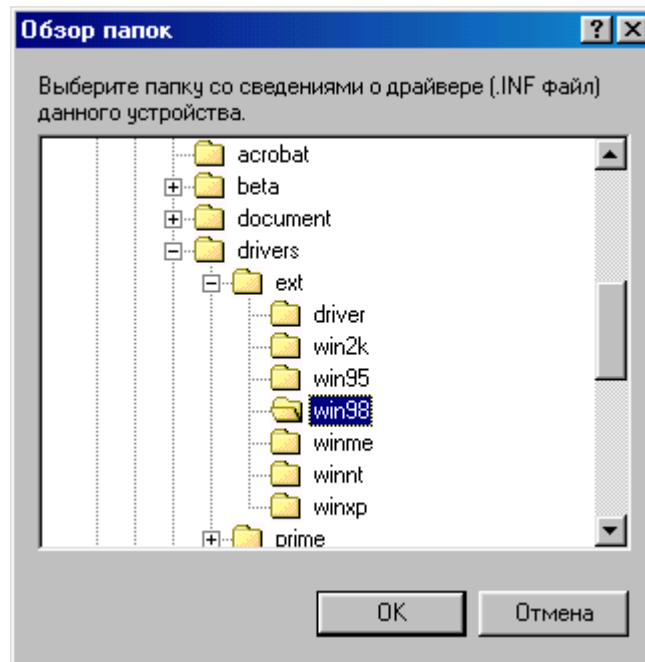 Обзор папок
Выберите папку со сведениями о драйвере (.INF файл)
данного устройства.
acrobat
beta
document
drivers
ext
driver
win2k
win95
win98
winme
winnt
winxp
prime
OK
Отмена